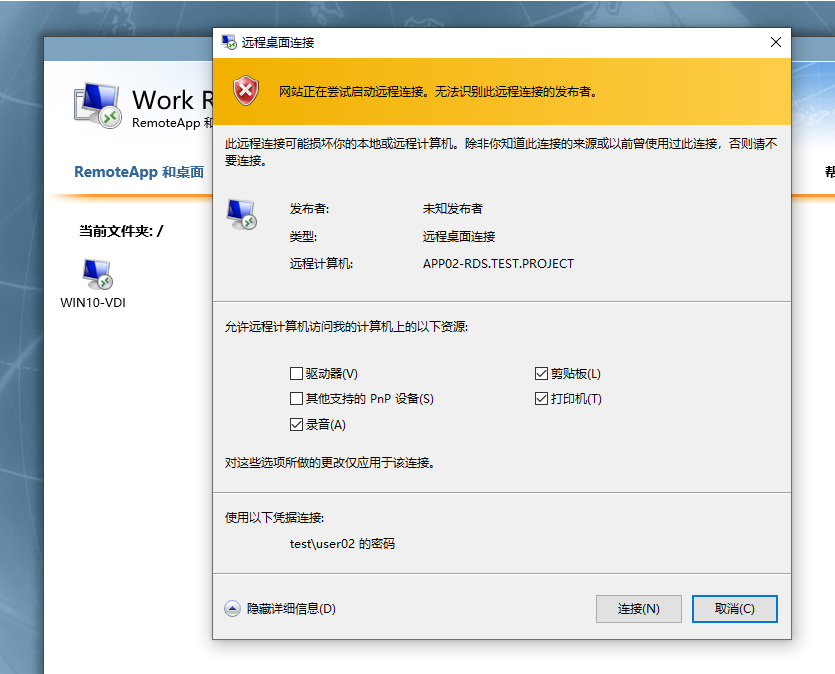 远程桌面连接
网站正在尝试启动远程连接。无法识别此远程连接的发布者。
Work R
RemoteApp 和
此远程连接可能损坏你的本地或远程计算机。除非你知道此连接的来源或以前曾使用过此连接，否则请不
要连接。
RemoteApp 和桌面
当前文件夹: /
WIN10-VDI
发布者: 未知发布者
类型: 远程桌面连接
远程计算机: APP02-RDS.TEST.PROJECT
允许远程计算机访问我的计算机上的以下资源:
驱动器(V) 剪贴板(L)
其他支持的 PnP 设备(S) 打印机(T)
录音(A)
对这些选项所做的更改仅应用于该连接。
使用以下凭据连接:
test\user02 的密码
隐藏详细信息(D) 连接(N) 取消(C)